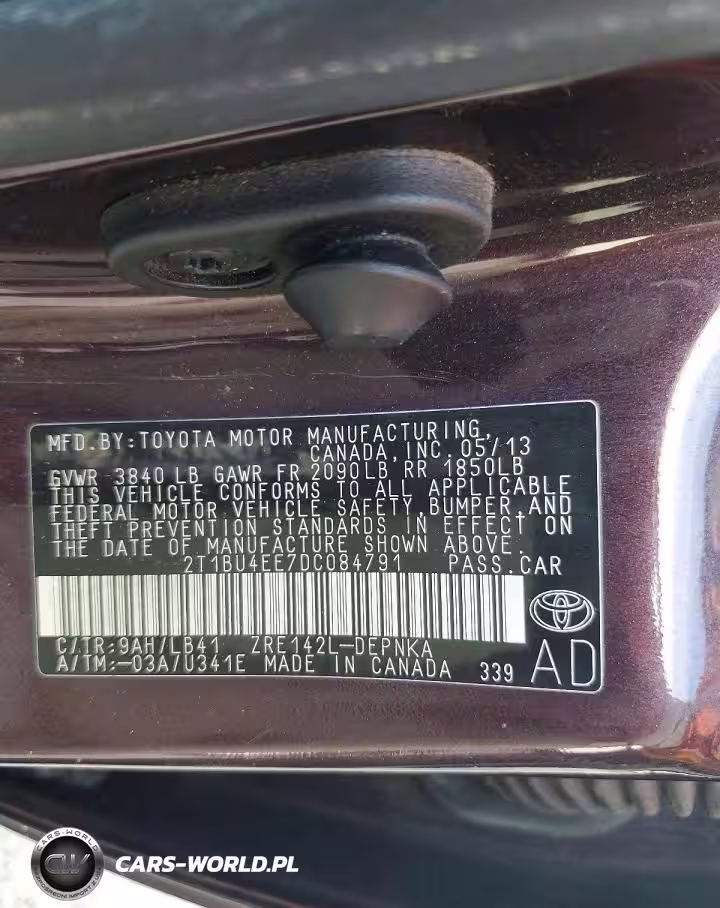 MFD.BY:TOYOTA MOTOR MANUFACTURING,
CANADA, INC. 05/13
GVWR 3840 LB GAWR FR 2090LB RR 1850LB
THIS VEHICLE CONFORMS TO ALL APPLICABLE
FEDERAL MOTOR VEHICLE SAFETY, BUMPER, AND
THEFT PREVENTION STANDARDS IN EFFECT ON
THE DATE OF MANUFACTURE SHOWN ABOVE.
2T1BU4EE7DC084791 PASS.CAR
C/TR:9AH/LB41 ZRE142L-DEPNKA
A/TM:-03A/U341E MADE IN CANADA 339 AD
CARS-WORLD
CW
CARS-WORLD.PL